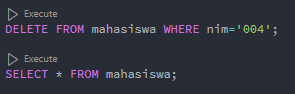 Execute
DELETE FROM mahasiswa WHERE nim='004';
Execute
SELECT * FROM mahasiswa;